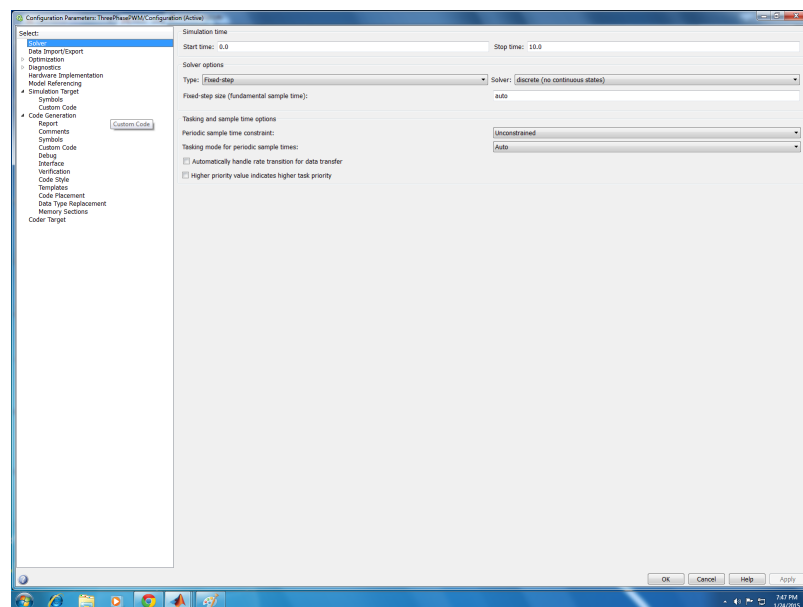 Configuration Parameters: ThreePhasePWM/Configuration (Active)
Select:
Solver
Data Import/Export
Optimization
Diagnostics
Hardware Implementation
Model Referencing
Simulation Target
Symbols
Custom Code
Code Generation
Report
Comments
Symbols
Custom Code
Debug
Interface
Verification
Code Style
Templates
Code Placement
Data Type Replacement
Memory Sections
Coder Target
Custom Code
Simulation time
Start time: 0.0 Stop time: 10.0
Solver options
Type: Fixed-step Solver: discrete (no continuous states)
Fixed-step size (fundamental sample time): auto
Tasking and sample time options
Periodic sample time constraint: Unconstrained
Tasking mode for periodic sample times: Auto
Automatically handle rate transition for data transfer
Higher priority value indicates higher task priority
OK Cancel Help Apply
7:47 PM
1/24/2015